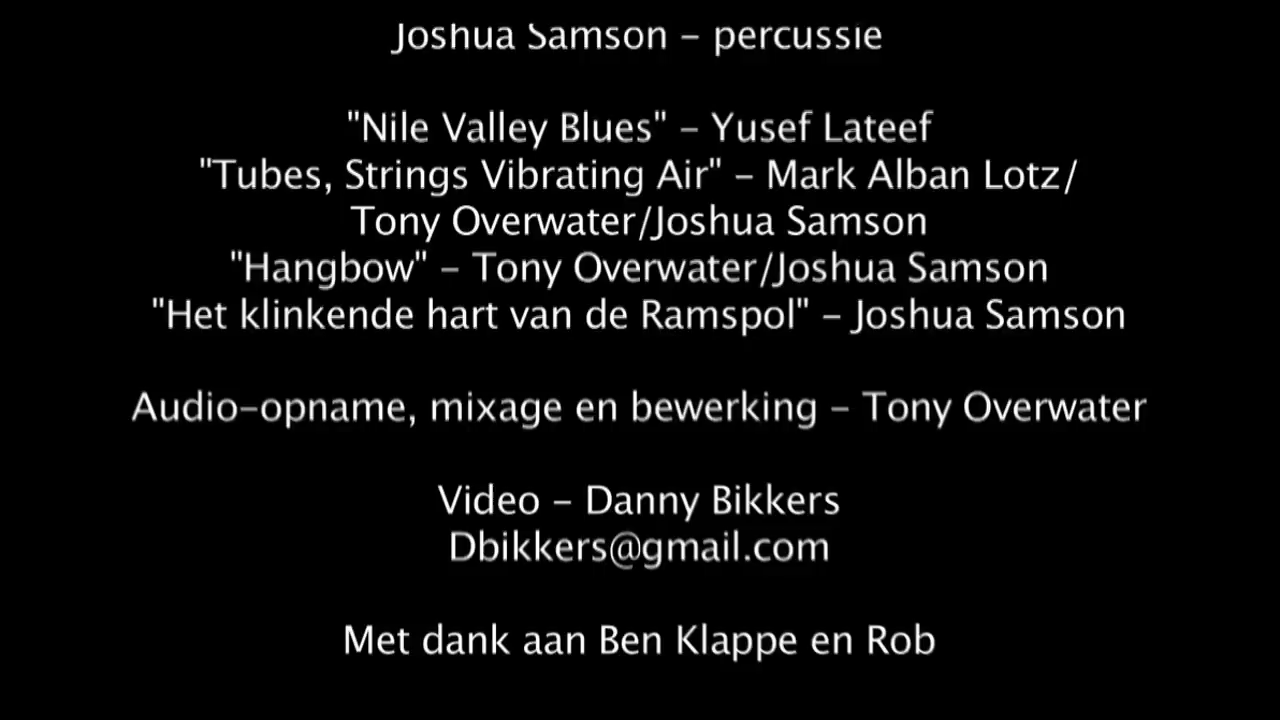 Joshua Samson – percussie
"Nile Valley Blues" – Yusef Lateef
"Tubes, Strings Vibrating Air" – Mark Alban Lotz/
Tony Overwater/Joshua Samson
"Hangbow" – Tony Overwater/Joshua Samson
"Het klinkende hart van de Ramspol" – Joshua Samson
Audio-opname, mixage en bewerking – Tony Overwater
Video – Danny Bikkers
Dbikkers@gmail.com
Met dank aan Ben Klappe en Rob